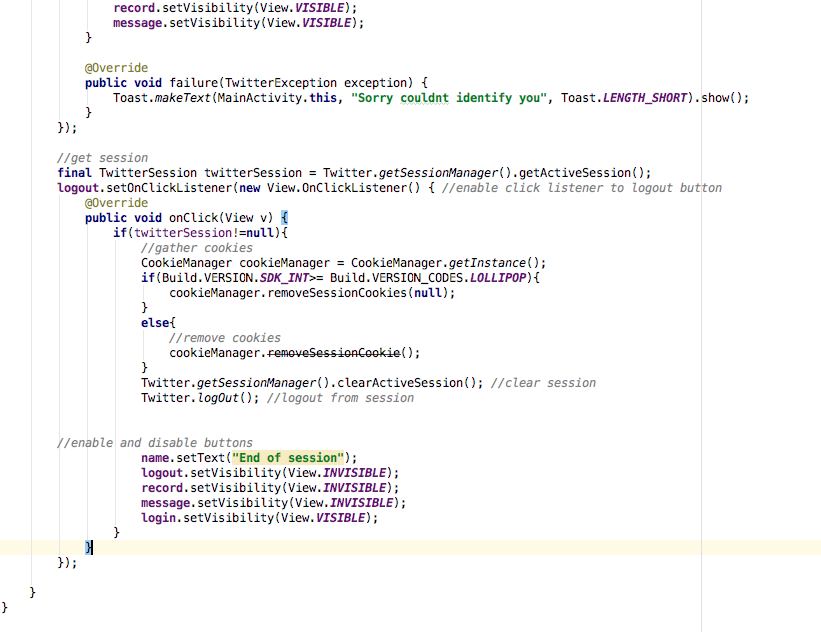 record.setVisibility(View.VISIBLE);
message.setVisibility(View.VISIBLE);
}
@Override
public void failure(TwitterException exception) {
Toast.makeText(MainActivity.this, "Sorry couldnt identify you", Toast.LENGTH_SHORT).show();
}
});
//get session
final TwitterSession twitterSession = Twitter.getSessionManager().getActiveSession();
logout.setOnClickListener(new View.OnClickListener() { //enable click listener to logout button
@Override
public void onClick(View v) {
if(twitterSession!=null){
//gather cookies
CookieManager cookieManager = CookieManager.getInstance();
if(Build.VERSION.SDK_INT>= Build.VERSION_CODES.LOLLIPOP){
cookieManager.removeSessionCookies(null);
}
else{
//remove cookies
cookieManager.removeSessionCookie();
}
Twitter.getSessionManager().clearActiveSession(); //clear session
Twitter.logOut(); //logout from session
//enable and disable buttons
name.setText("End of session");
logout.setVisibility(View.INVISIBLE);
record.setVisibility(View.INVISIBLE);
message.setVisibility(View.INVISIBLE);
login.setVisibility(View.VISIBLE);
}
}
});
}
}